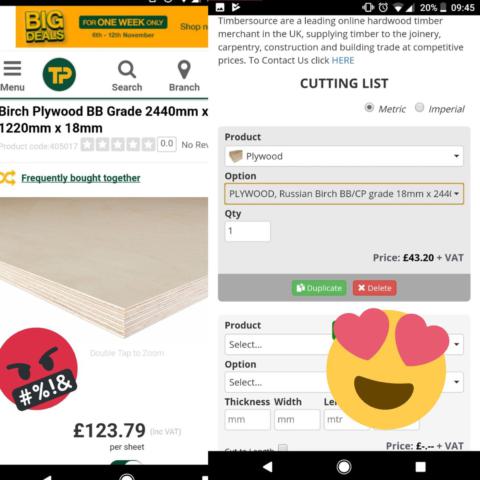 BIG
DEALS
FOR ONE WEEK ONLY
6th - 12th November
Menu
TP
Search
Branch
Birch Plywood BB Grade 2440mm x
1220mm x 18mm
Product code:405017
0.0
No Rev
Frequently bought together
Double Tap to Zoom
#%!&
£123.79 (inc VAT)
per sheet
20% 09:45
Timbersource are a leading online hardwood timber
merchant in the UK, supplying timber to the joinery,
carpentry, construction and building trade at competitive
prices. To Contact Us click HERE
CUTTING LIST
Metric Imperial
Product
Plywood
Option
PLYWOOD, Russian Birch BB/CP grade 18mm x 244
Qty
1
Price: £43.20 + VAT
Duplicate Delete
Product
Select...
Option
Select...
Thickness Width Le
mm mm mtr
Cut to Length
Price: £-.-- + VAT